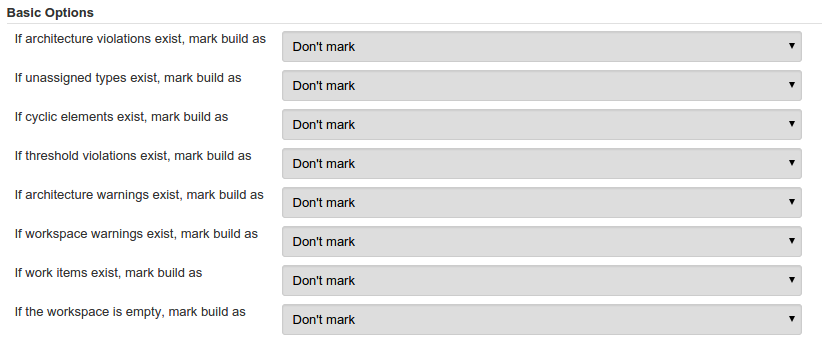 Basic Options
If architecture violations exist, mark build as
Don't mark
If unassigned types exist, mark build as
Don't mark
If cyclic elements exist, mark build as
Don't mark
If threshold violations exist, mark build as
Don't mark
If architecture warnings exist, mark build as
Don't mark
If workspace warnings exist, mark build as
Don't mark
If work items exist, mark build as
Don't mark
If the workspace is empty, mark build as
Don't mark